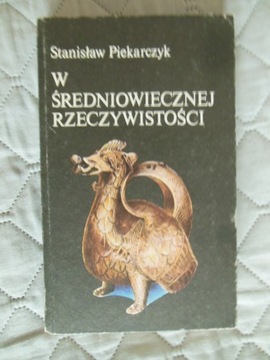 Stanisław Piekarczyk
W
ŚREDNIOWIECZNEJ
RZECZYWISTOŚCI